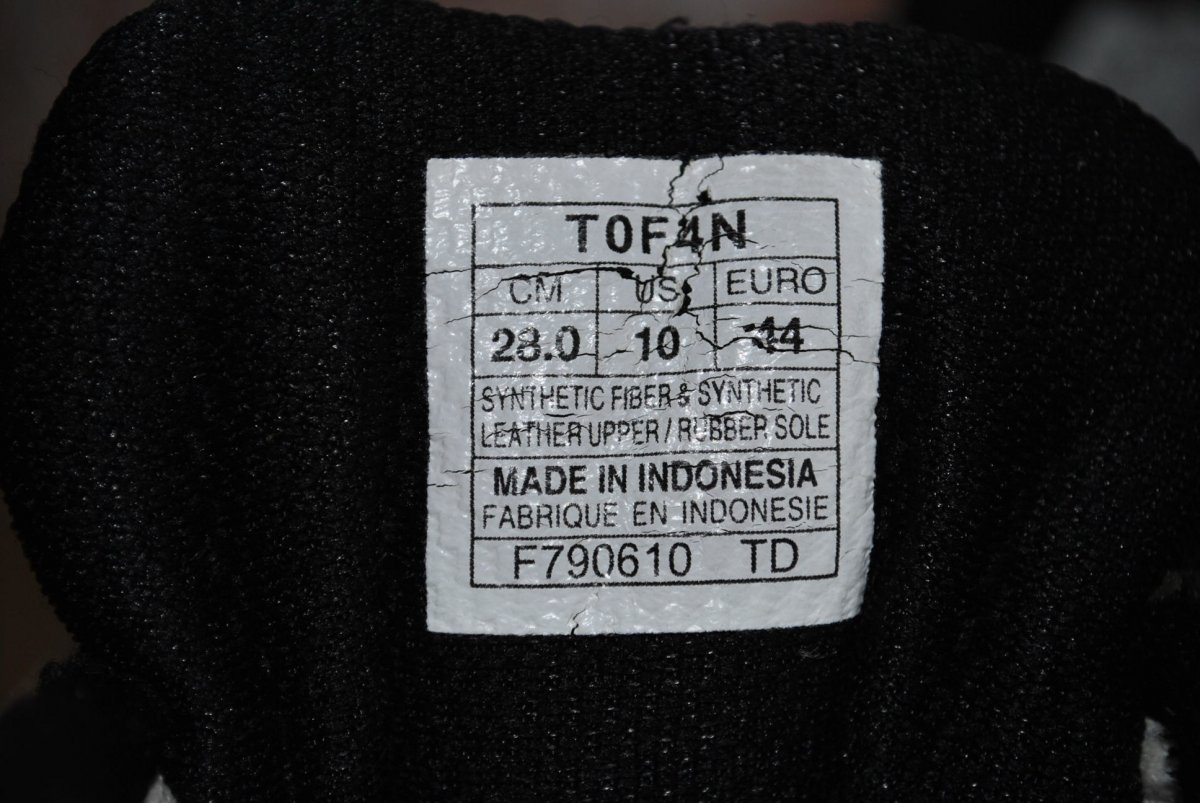 T0F4N
CM US EURO
28.0 10 44
SYNTHETIC FIBER & SYNTHETIC
LEATHER UPPER / RUBBER SOLE
MADE IN INDONESIA
FABRIQUE EN INDONESIE
F790610 TD